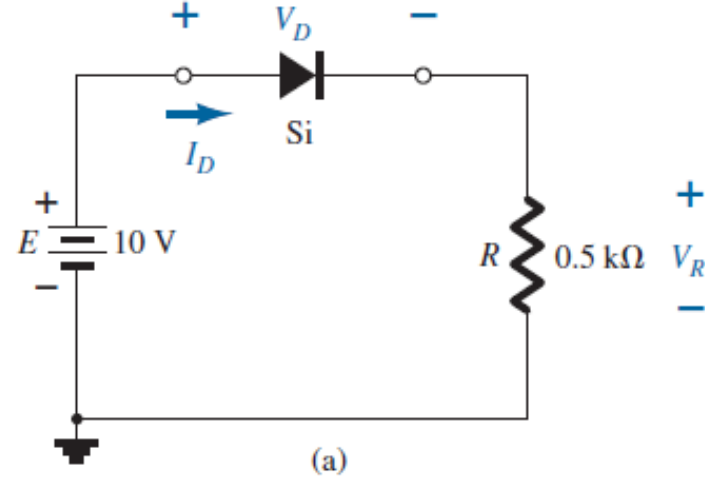 + V_D −
Si
I_D
+
E 10 V
−
R 0.5 kΩ
+
V_R
−
(a)